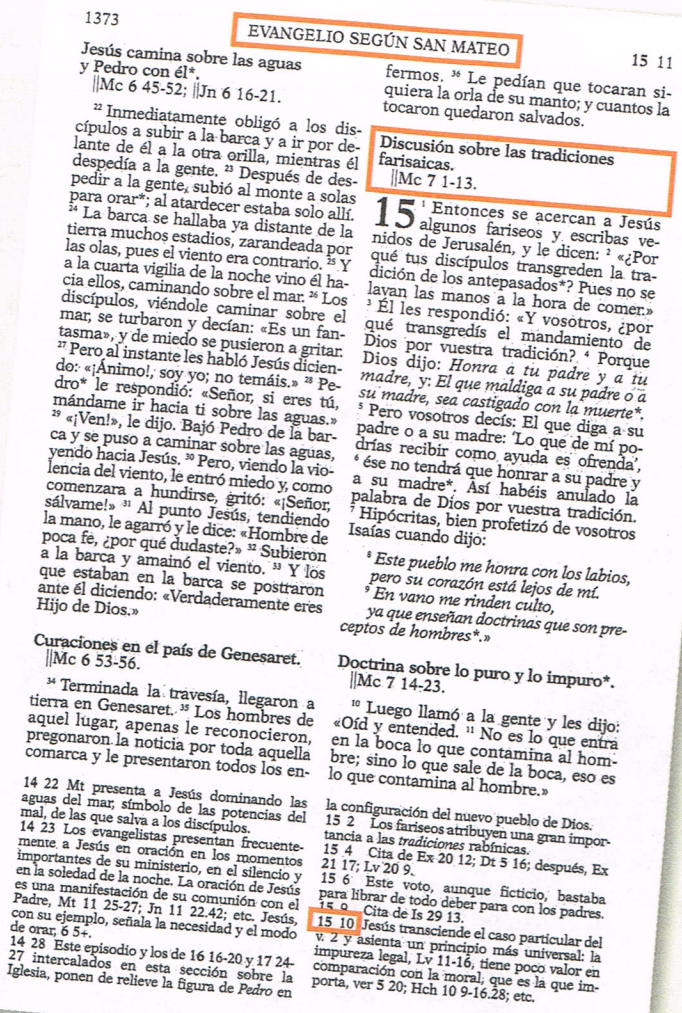 1373
EVANGELIO SEGÚN SAN MATEO
15 11
Jesús camina sobre las aguas
y Pedro con él*.
||Mc 6 45-52; ||Jn 6 16-21.
22 Inmediatamente obligó a los dis-
cípulos a subir a la barca y a ir por de-
lante de él a la otra orilla, mientras él
despedía a la gente. 23 Después de des-
pedir a la gente, subió al monte a solas
para orar*; al atardecer estaba solo allí.
24 La barca se hallaba ya distante de la
tierra muchos estadios, zarandeada por
las olas, pues el viento era contrario. 25 Y
a la cuarta vigilia de la noche vino él ha-
cia ellos, caminando sobre el mar. 26 Los
discípulos, viéndole caminar sobre el
mar, se turbaron y decían: «Es un fan-
tasma», y de miedo se pusieron a gritar.
27 Pero al instante les habló Jesús dicien-
do: «¡Ánimo!, soy yo; no temáis.» 28 Pe-
dro* le respondió: «Señor, si eres tú,
mándame ir hacia ti sobre las aguas.»
29 «¡Ven!», le dijo. Bajó Pedro de la bar-
ca y se puso a caminar sobre las aguas,
yendo hacia Jesús. 30 Pero, viendo la vio-
lencia del viento, le entró miedo y, como
comenzara a hundirse, gritó: «¡Señor,
sálvame!» 31 Al punto Jesús, tendiendo
la mano, le agarró y le dice: «Hombre de
poca fe, ¿por qué dudaste?» 32 Subieron
a la barca y amainó el viento. 33 Y los
que estaban en la barca se postraron
ante él diciendo: «Verdaderamente eres
Hijo de Dios.»
Curaciones en el país de Genesaret.
||Mc 6 53-56.
34 Terminada la travesía, llegaron a
tierra en Genesaret. 35 Los hombres de
aquel lugar, apenas le reconocieron,
pregonaron la noticia por toda aquella
comarca y le presentaron todos los en-
fermos. 36 Le pedían que tocaran si-
quiera la orla de su manto; y cuantos la
tocaron quedaron salvados.
Discusión sobre las tradiciones
farisaicas.
||Mc 7 1-13.
15 1 Entonces se acercan a Jesús
algunos fariseos y escribas ve-
nidos de Jerusalén, y le dicen: 2 «¿Por
qué tus discípulos transgreden la tra-
dición de los antepasados*? Pues no se
lavan las manos a la hora de comer.»
3 Él les respondió: «Y vosotros, ¿por
qué transgredís el mandamiento de
Dios por vuestra tradición? 4 Porque
Dios dijo: Honra a tu padre y a tu
madre, y: El que maldiga a su padre o a
su madre, sea castigado con la muerte*.
5 Pero vosotros decís: El que diga a su
padre o a su madre: 'Lo que de mí po-
drías recibir como ayuda es ofrenda',
6 ése no tendrá que honrar a su padre y
a su madre*. Así habéis anulado la
palabra de Dios por vuestra tradición.
7 Hipócritas, bien profetizó de vosotros
Isaías cuando dijo:
8 Este pueblo me honra con los labios,
pero su corazón está lejos de mí.
9 En vano me rinden culto,
ya que enseñan doctrinas que son pre-
ceptos de hombres*.»
Doctrina sobre lo puro y lo impuro*.
||Mc 7 14-23.
10 Luego llamó a la gente y les dijo:
«Oíd y entended. 11 No es lo que entra
en la boca lo que contamina al hom-
bre; sino lo que sale de la boca, eso es
lo que contamina al hombre.»
14 22 Mt presenta a Jesús dominando las
aguas del mar, símbolo de las potencias del
mal, de las que salva a los discípulos.
14 23 Los evangelistas presentan frecuente-
mente a Jesús en oración en los momentos
importantes de su ministerio, en el silencio y
en la soledad de la noche. La oración de Jesús
es una manifestación de su comunión con el
Padre, Mt 11 25-27; Jn 11 22.42; etc. Jesús,
con su ejemplo, señala la necesidad y el modo
de orar, 6 5+.
14 28 Este episodio y los de 16 16-20 y 17 24-
27 intercalados en esta sección sobre la
Iglesia, ponen de relieve la figura de Pedro en
la configuración del nuevo pueblo de Dios.
15 2 Los fariseos atribuyen una gran impor-
tancia a las tradiciones rabínicas.
15 4 Cita de Ex 20 12; Dt 5 16; después, Ex
21 17; Lv 20 9.
15 6 Este voto, aunque ficticio, bastaba
para librar de todo deber para con los padres.
15 9 Cita de Is 29 13.
15 10 Jesús transciende el caso particular del
v. 2 y asienta un principio más universal: la
impureza legal, Lv 11-16, tiene poco valor en
comparación con la moral, que es la que im-
porta, ver 5 20; Hch 10 9-16.28; etc.